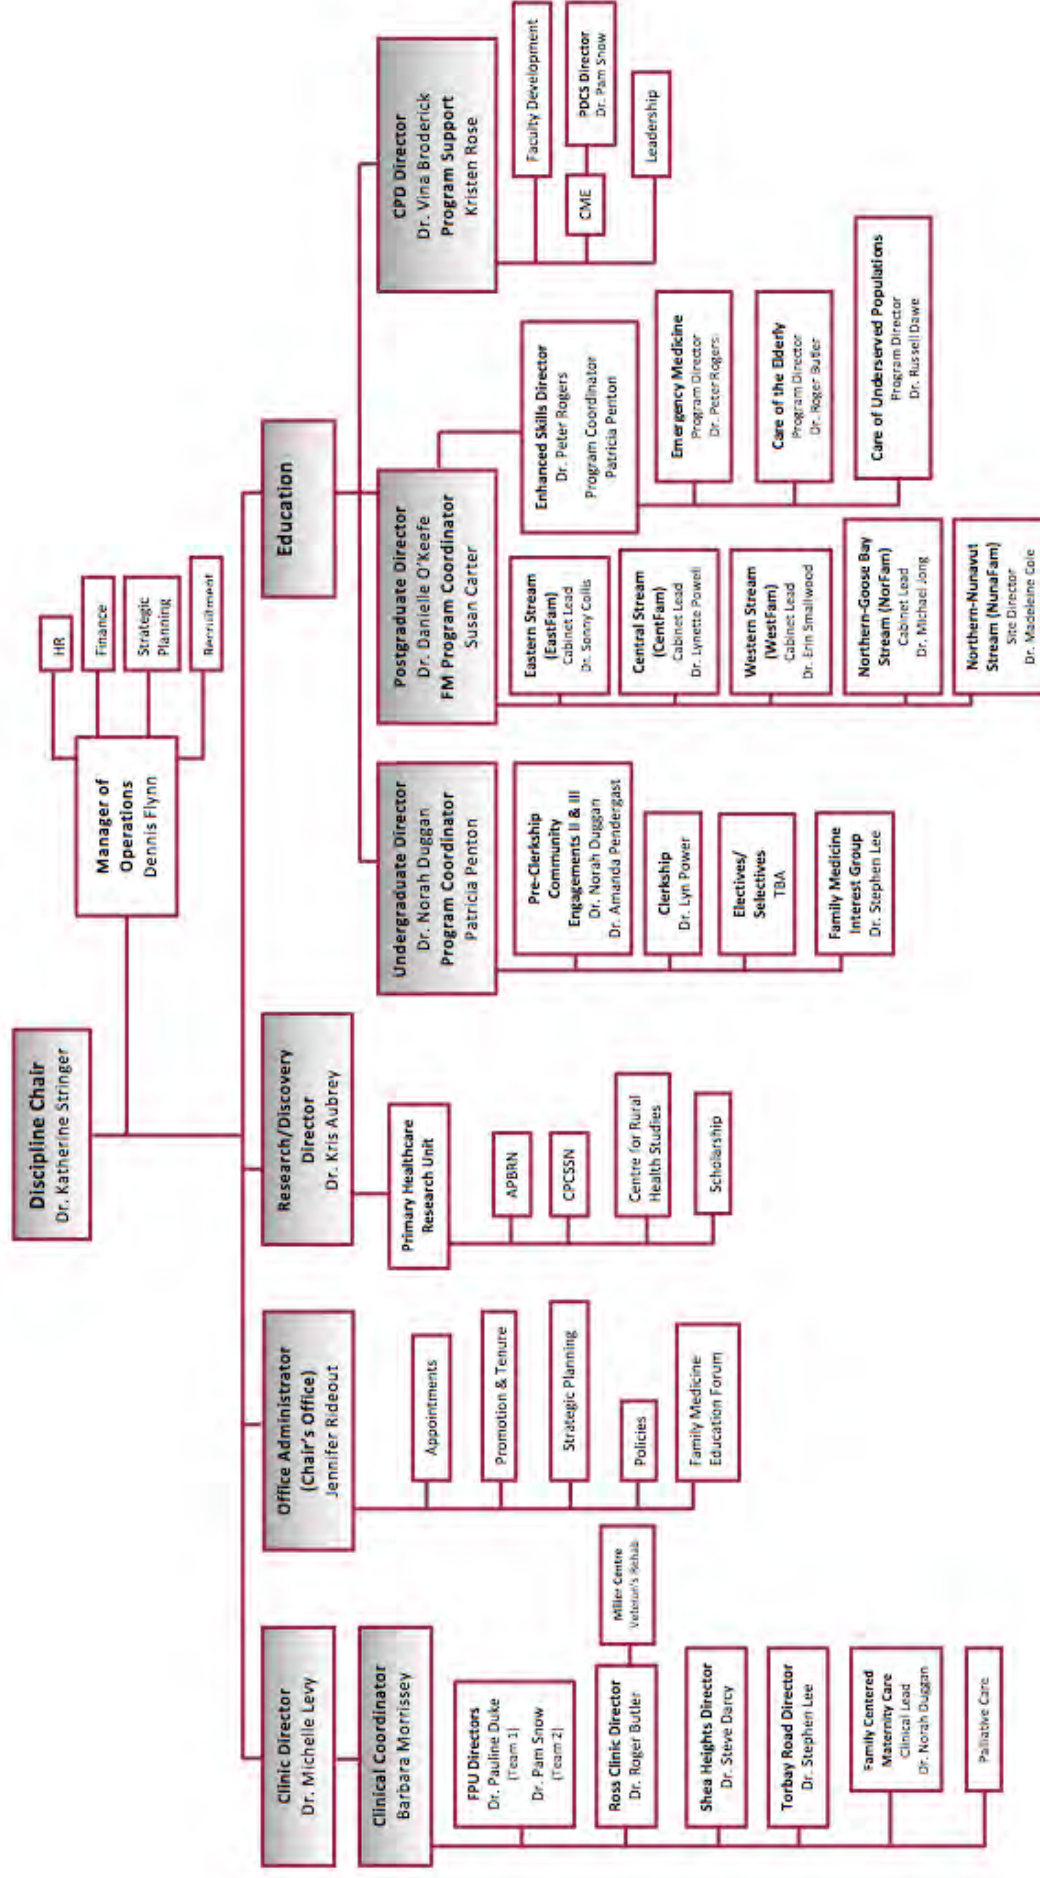 Discipline Chair
Dr. Katherine Stringer
Manager of
Operations
Dennis Flynn
HR
Finance
Strategic
Planning
Recruitment
Clinic Director
Dr. Michelle Levy
Clinical Coordinator
Barbara Morrissey
FPU Directors
Dr. Pauline Duke
(Team 1)
Dr. Pam Snow
(Team 2)
Ross Clinic Director
Dr. Roger Butler
Miller Centre
Veteran's Rehab
Shea Heights Director
Dr. Steve Darcy
Torbay Road Director
Dr. Stephen Lee
Family Centered
Maternity Care
Clinical Lead
Dr. Norah Duggan
Palliative Care
Office Administrator
(Chair's Office)
Jennifer Rideout
Appointments
Promotion & Tenure
Strategic Planning
Policies
Family Medicine
Education Forum
Research/Discovery
Director
Dr. Kris Aubrey
Primary Healthcare
Research Unit
APBRN
CPCSSN
Centre for Rural
Health Studies
Scholarship
Education
Undergraduate Director
Dr. Norah Duggan
Program Coordinator
Patricia Penton
Pre-Clerkship
Community
Engagements II & III
Dr. Norah Duggan
Dr. Amanda Pendergast
Clerkship
Dr. Lyn Power
Electives/
Selectives
TBA
Family Medicine
Interest Group
Dr. Stephen Lee
Postgraduate Director
Dr. Danielle O'Keefe
FM Program Coordinator
Susan Carter
Eastern Stream
(EastFam)
Cabinet Lead
Dr. Sonny Collis
Central Stream
(CentFam)
Cabinet Lead
Dr. Lynette Powell
Western Stream
(WestFam)
Cabinet Lead
Dr. Erin Smallwood
Northern-Goose Bay
Stream (NorFam)
Cabinet Lead
Dr. Michael Jong
Northern-Nunavut
Stream (NunaFam)
Site Director
Dr. Madeleine Cole
Enhanced Skills Director
Dr. Peter Rogers
Program Coordinator
Patricia Penton
Emergency Medicine
Program Director
Dr. Peter Rogers
Care of the Elderly
Program Director
Dr. Roger Butler
Care of Underserved Populations
Program Director
Dr. Russell Dawe
CPD Director
Dr. Vina Broderick
Program Support
Kristen Rose
Faculty Development
CME
PDCS Director
Dr. Pam Snow
Leadership